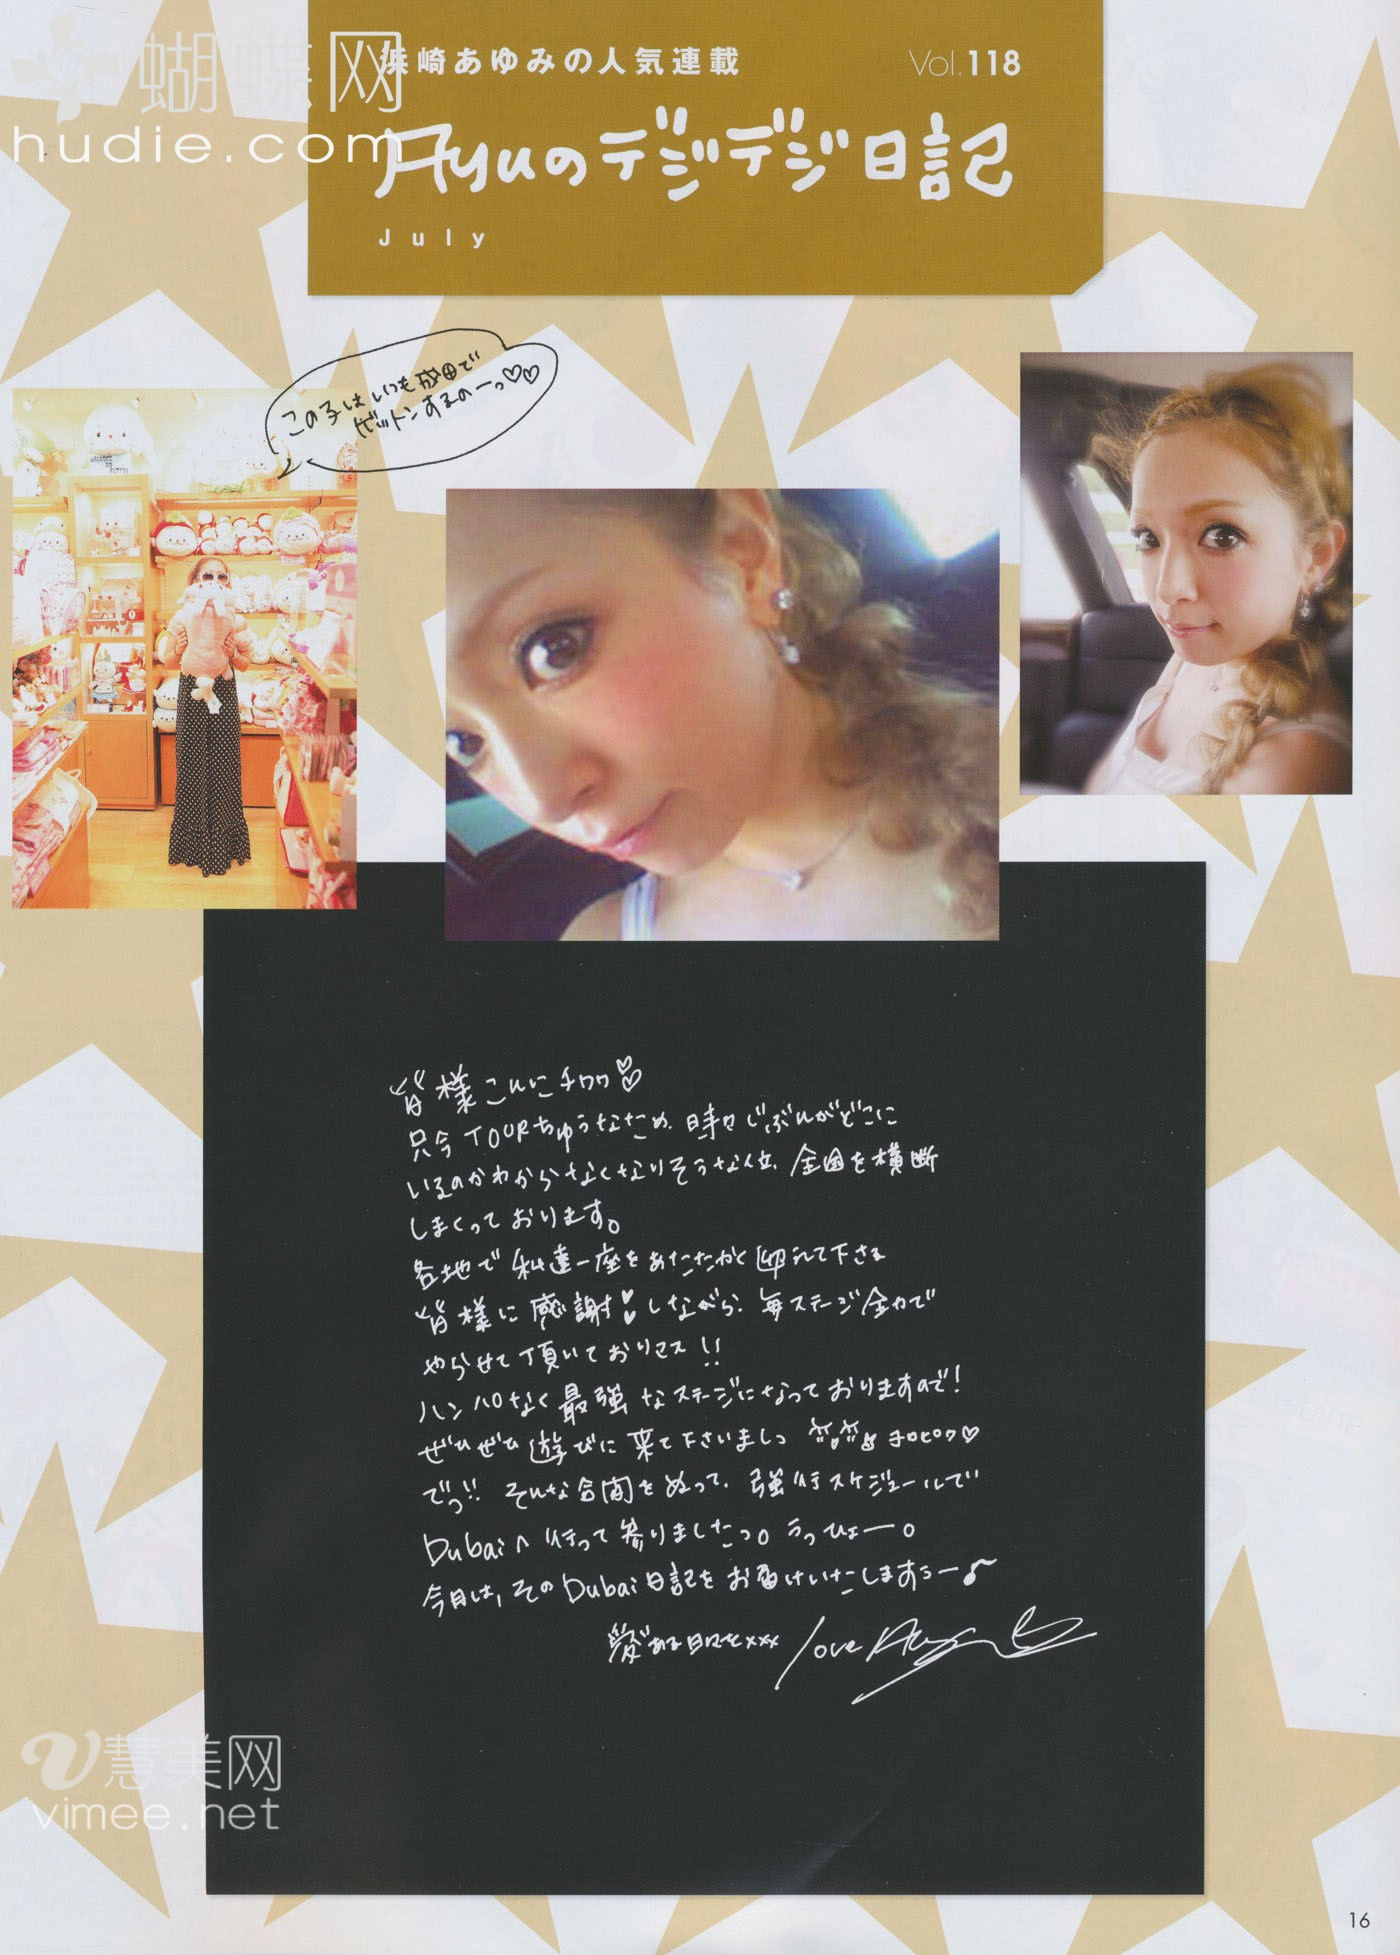 蝴蝶网
hudie.com
浜崎あゆみの人気連載
Vol.118
Ayuのデジデジ日記
July
この子はいつも成田で
ゲットンするのーっ♡♡
皆様こんにチワワ
只今TOURちゅうなため、時々じぶんがどこに
いるのかわからなくなりそうな位、全国を横断
しまくっております。
各地で私達一座をあたたかく迎えて下さる
皆様に感謝しながら、毎ステージ全力で
やらせて頂いておりマス!!
ハンパなく最強なステージになっておりますので!
ぜひぜひ遊びに来て下さいましっ
でっ!! そんな合間をぬって、強行スケジュールで
Dubaiへ行って参りましたっ。うっひょー。
今月は、そのDubai日記をお届けいたしますぅー♪
愛ある日々を××× love Ayu
v慧美网
vimee.net
16